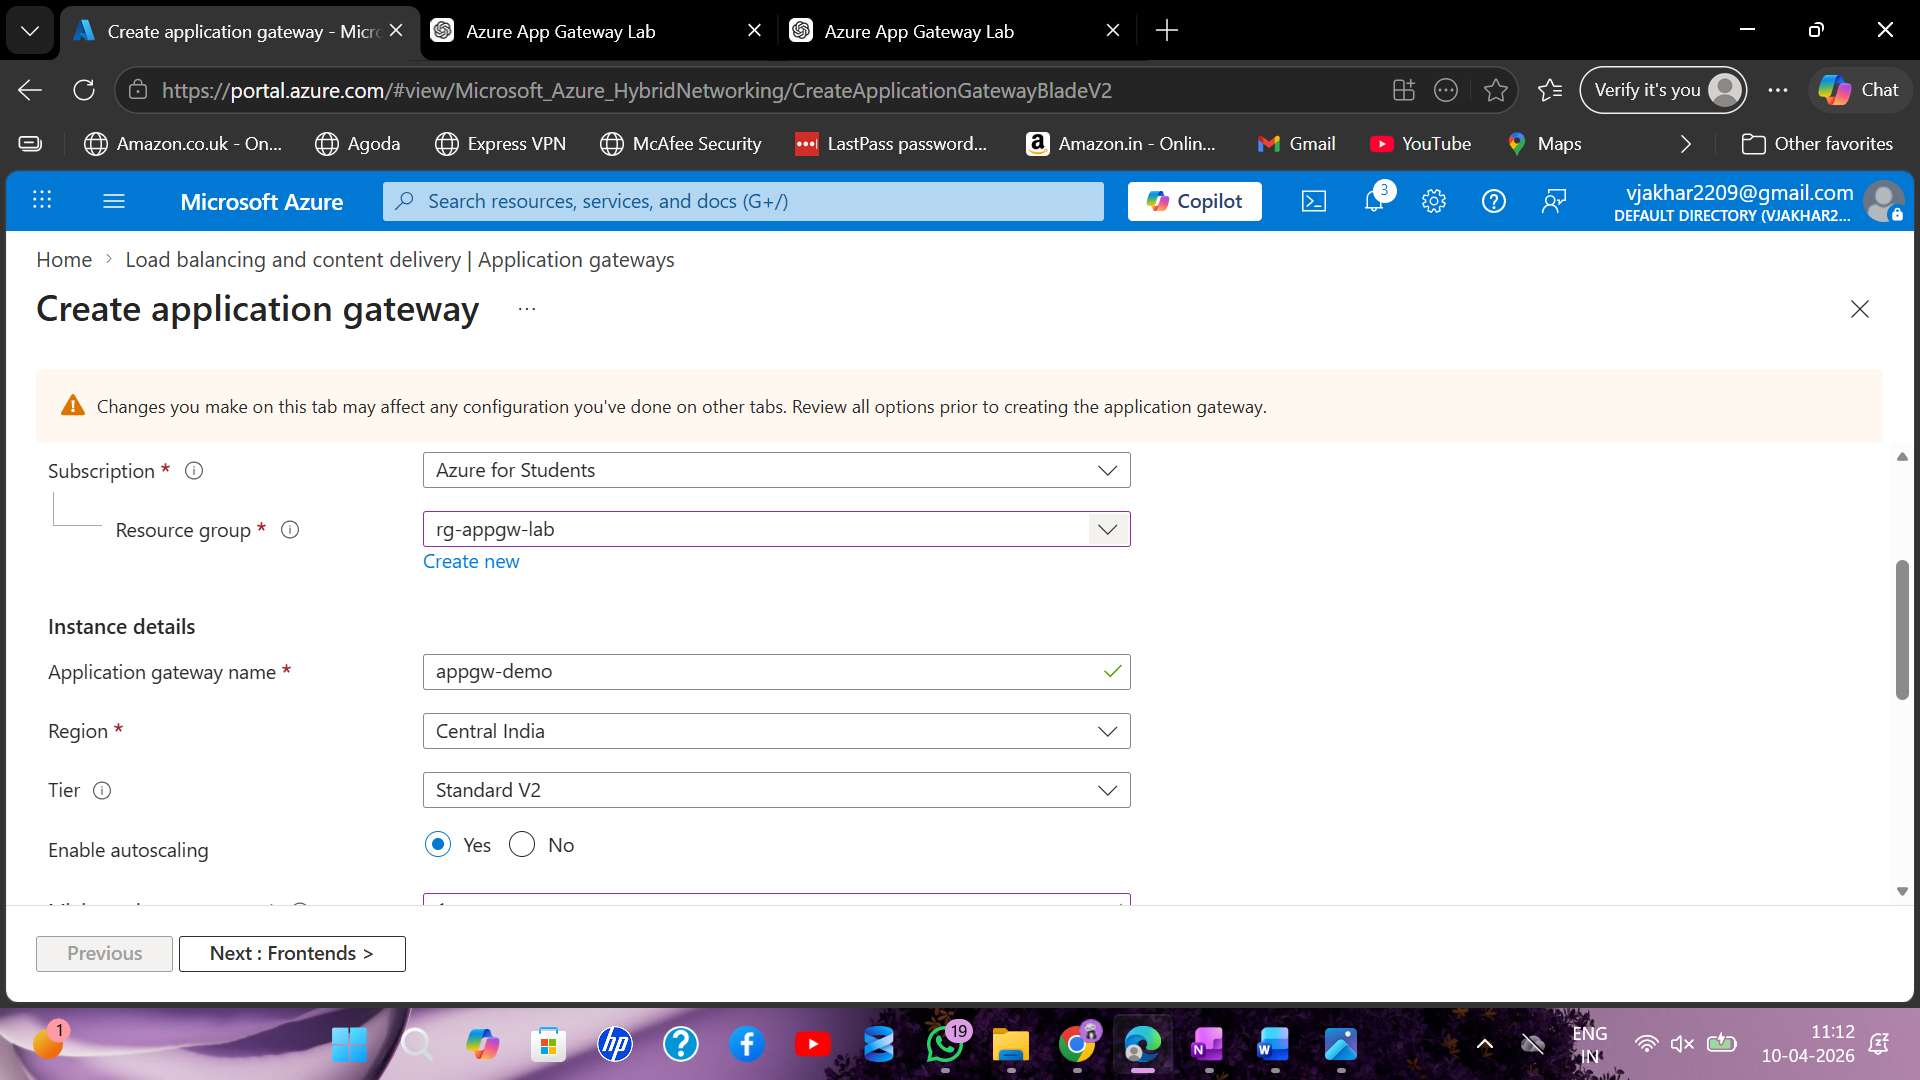 Create application gateway - Micr
Azure App Gateway Lab
Azure App Gateway Lab
https://portal.azure.com/#view/Microsoft_Azure_HybridNetworking/CreateApplicationGatewayBladeV2
Verify it's you
Chat
Amazon.co.uk - On...
Agoda
Express VPN
McAfee Security
LastPass password...
Amazon.in - Onlin...
Gmail
YouTube
Maps
Other favorites
Microsoft Azure
Search resources, services, and docs (G+/)
Copilot
3
vjakhar2209@gmail.com
DEFAULT DIRECTORY (VJAKHAR2...
Home > Load balancing and content delivery | Application gateways
Create application gateway ...
Changes you make on this tab may affect any configuration you've done on other tabs. Review all options prior to creating the application gateway.
Subscription *
Azure for Students
Resource group *
rg-appgw-lab
Create new
Instance details
Application gateway name *
appgw-demo
Region *
Central India
Tier
Standard V2
Enable autoscaling
Yes
No
Previous
Next : Frontends >
1
hp
19
N
W
ENG
IN
11:12
10-04-2026